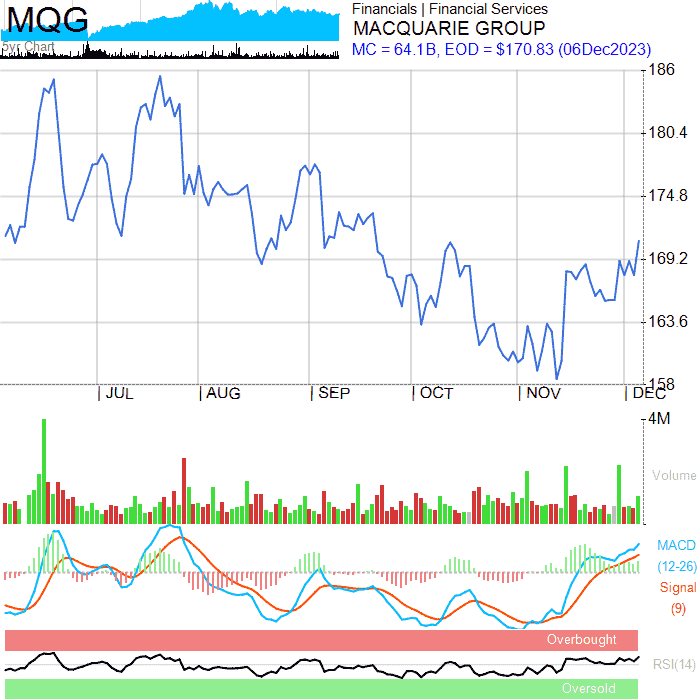 MQG
5yr Chart
Financials | Financial Services
MACQUARIE GROUP
MC = 64.1B, EOD = $170.83 (06Dec2023)
186
180.4
174.8
169.2
163.6
158
JUL
AUG
SEP
OCT
NOV
DEC
4M
Volume
MACD
(12-26)
Signal
(9)
Overbought
RSI(14)
Oversold